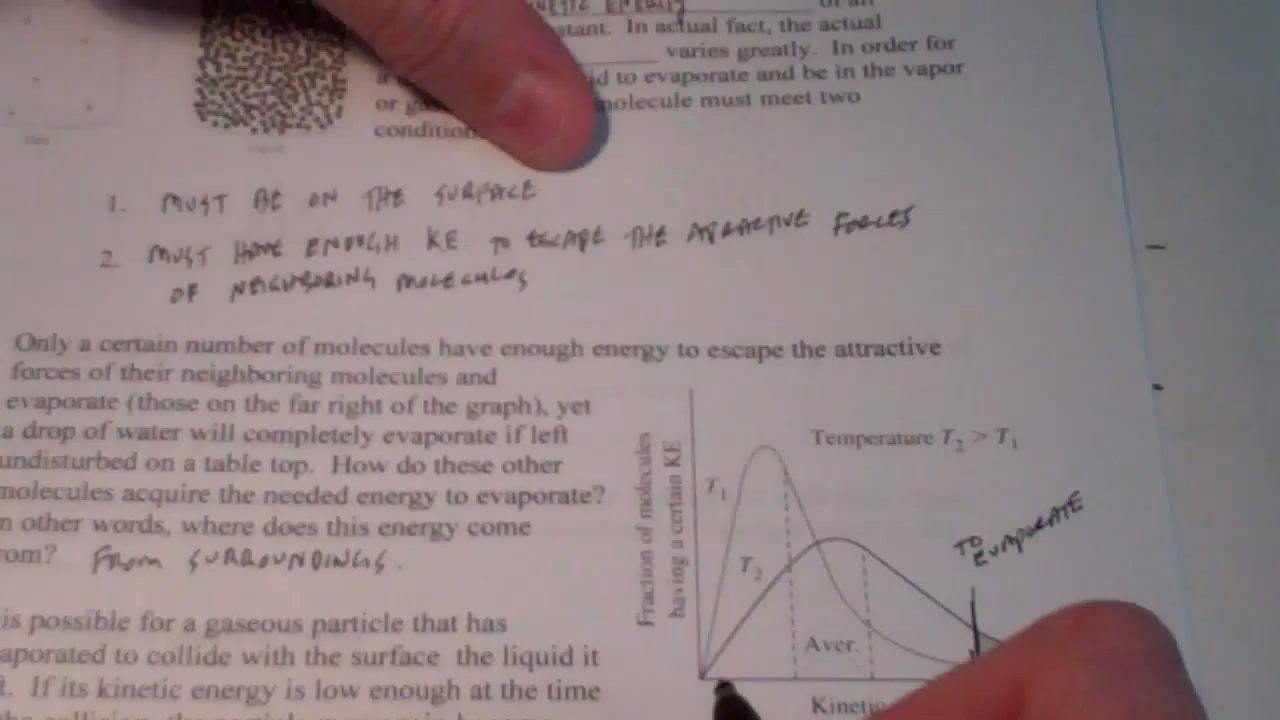 KINETIC ENERGY of an
stant. In actual fact, the actual
varies greatly. In order for
a id to evaporate and be in the vapor
or ga molecule must meet two
condition
1. MUST BE ON THE SURFACE
2. MUST HAVE ENOUGH KE TO ESCAPE THE ATTRACTIVE FORCES
OF NEIGHBORING MOLECULES
Only a certain number of molecules have enough energy to escape the attractive
forces of their neighboring molecules and
evaporate (those on the far right of the graph), yet
a drop of water will completely evaporate if left
undisturbed on a table top. How do these other
molecules acquire the needed energy to evaporate?
n other words, where does this energy come
rom? FROM SURROUNDINGS.
is possible for a gaseous particle that has
aporated to collide with the surface the liquid it
t. If its kinetic energy is low enough at the time
Fraction of molecules
having a certain KE
Temperature T₂ > T₁
T₁
T₂
TO
EVAPORATE
Aver.
Kinetic